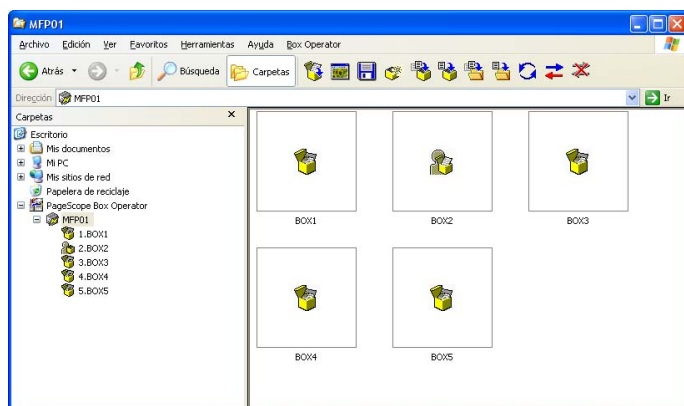 MFP01
Archivo Edición Ver Favoritos Herramientas Ayuda Box Operator
Atrás Búsqueda Carpetas
Dirección MFP01 Ir
Carpetas x
Escritorio
Mis documentos
Mi PC
Mis sitios de red
Papelera de reciclaje
PageScope Box Operator
MFP01
1.BOX1
2.BOX2
3.BOX3
4.BOX4
5.BOX5
BOX1 BOX2 BOX3
BOX4 BOX5